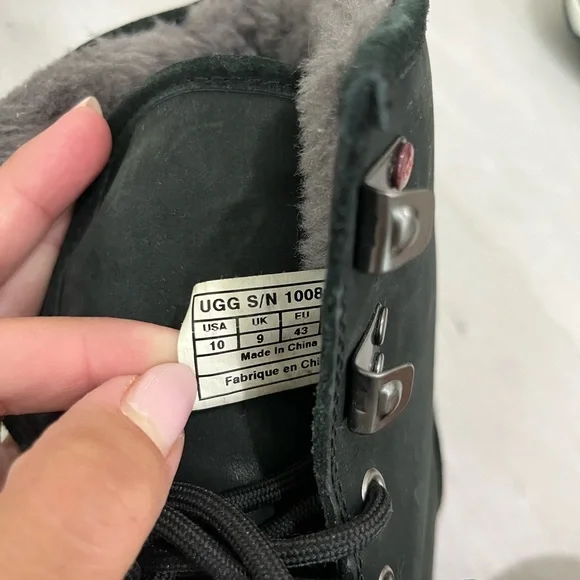 UGG S/N 1008
USA UK EU
10 9 43
Made In China
Fabrique en Chi